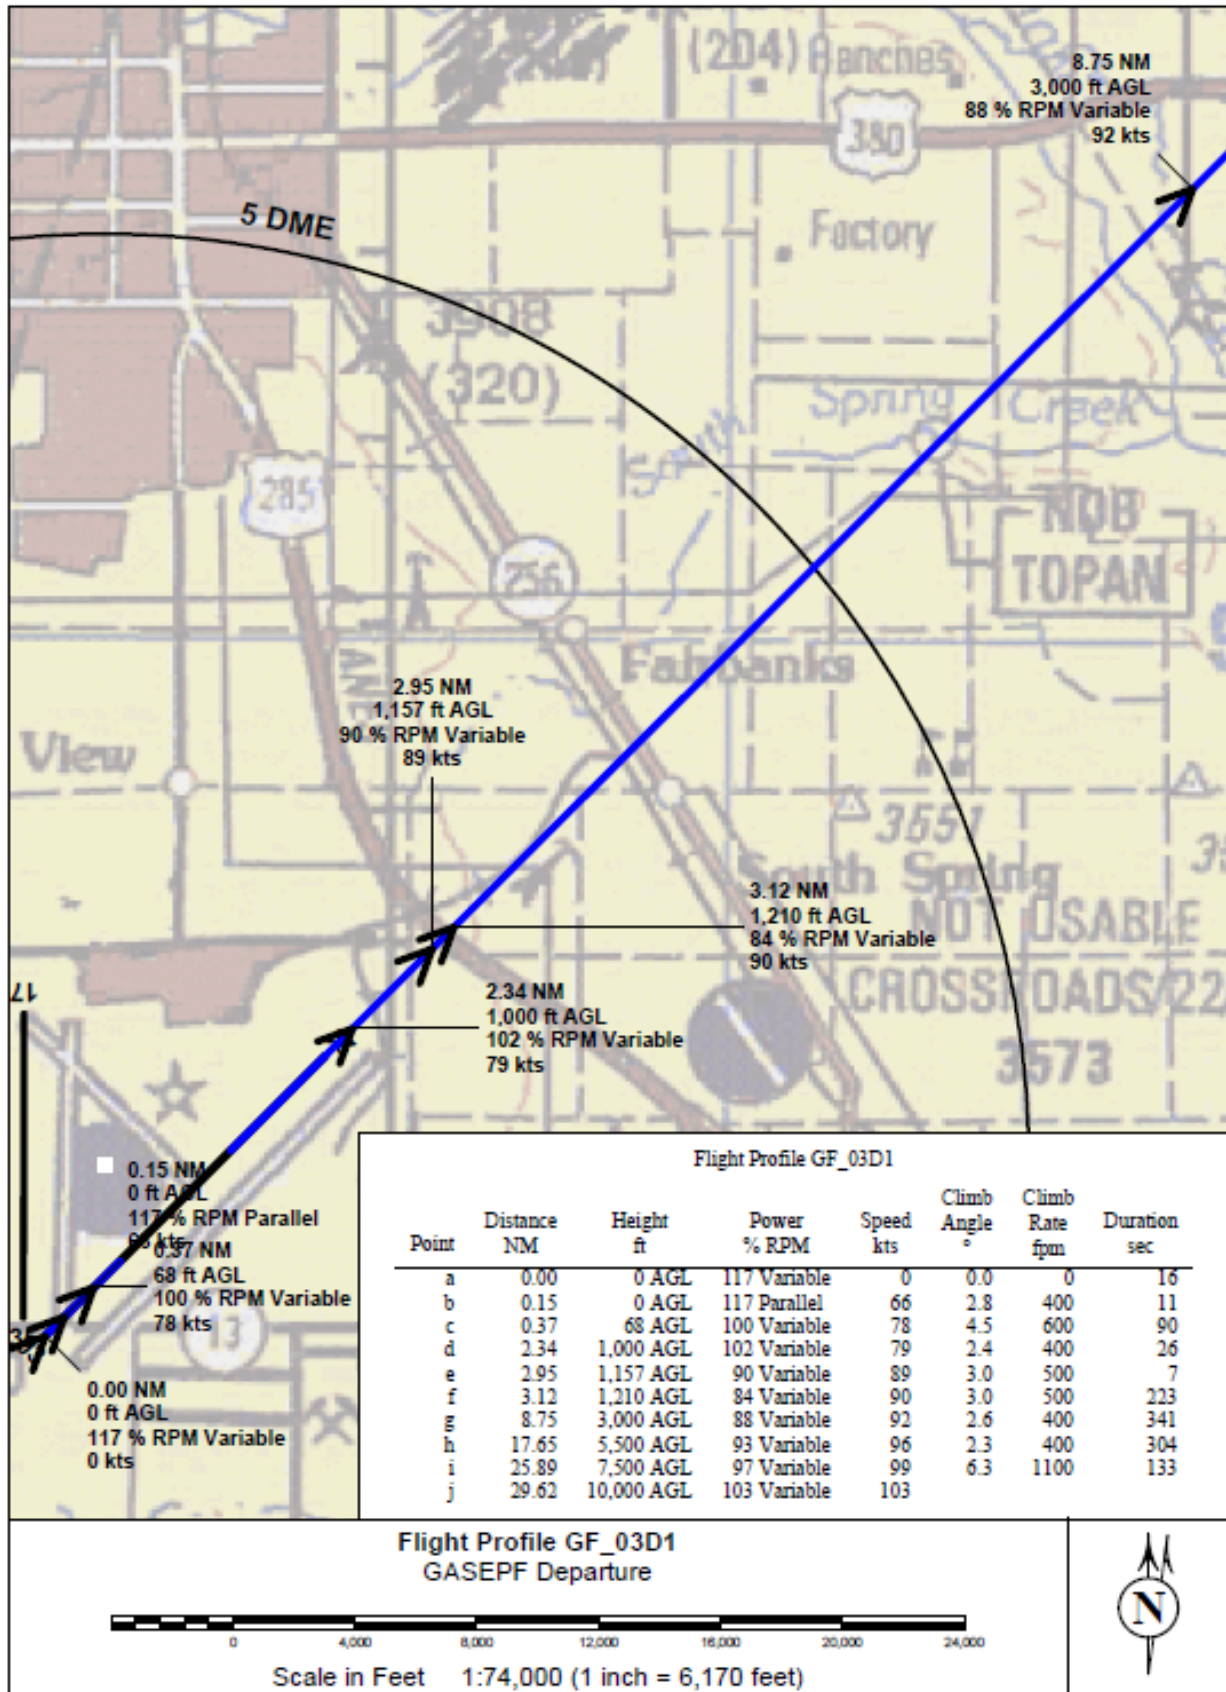 (204) Ranches
8.75 NM
3,000 ft AGL
88 % RPM Variable
92 kts
380
5 DME
Factory
3908
(320)
Spring Creek
South
285
NOB
TOPAN
256
Fairbanks
2.95 NM
1,157 ft AGL
90 % RPM Variable
89 kts
View
3551
South Spring
3.12 NM
1,210 ft AGL
84 % RPM Variable
90 kts
NOT USABLE
CROSSROADS/22
3573
17
2.34 NM
1,000 ft AGL
102 % RPM Variable
79 kts
0.15 NM
0 ft AGL
117 % RPM Parallel
66 kts
0.37 NM
68 ft AGL
100 % RPM Variable
78 kts
13
0.00 NM
0 ft AGL
117 % RPM Variable
0 kts
Flight Profile GF_03D1
Point Distance NM Height ft Power % RPM Speed kts Climb Angle ° Climb Rate fpm Duration sec
a 0.00 0 AGL 117 Variable 0 0.0 0 16
b 0.15 0 AGL 117 Parallel 66 2.8 400 11
c 0.37 68 AGL 100 Variable 78 4.5 600 90
d 2.34 1,000 AGL 102 Variable 79 2.4 400 26
e 2.95 1,157 AGL 90 Variable 89 3.0 500 7
f 3.12 1,210 AGL 84 Variable 90 3.0 500 223
g 8.75 3,000 AGL 88 Variable 92 2.6 400 341
h 17.65 5,500 AGL 93 Variable 96 2.3 400 304
i 25.89 7,500 AGL 97 Variable 99 6.3 1100 133
j 29.62 10,000 AGL 103 Variable 103
Flight Profile GF_03D1
GASEPF Departure
0 4,000 8,000 12,000 16,000 20,000 24,000
Scale in Feet 1:74,000 (1 inch = 6,170 feet)
N